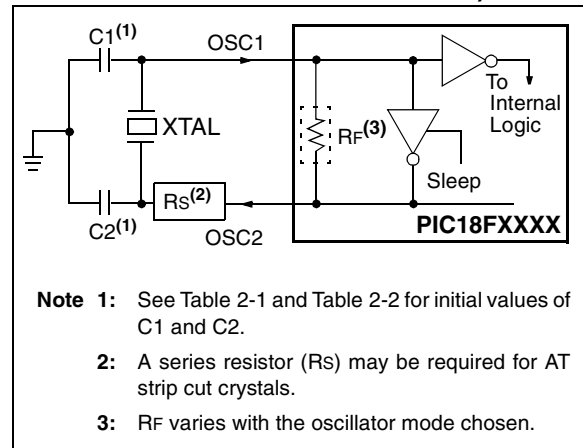 C1(1)
OSC1
To
Internal
Logic
XTAL
RF(3)
Sleep
RS(2)
C2(1)
OSC2
PIC18FXXXX
Note 1: See Table 2-1 and Table 2-2 for initial values of
C1 and C2.
2: A series resistor (RS) may be required for AT
strip cut crystals.
3: RF varies with the oscillator mode chosen.